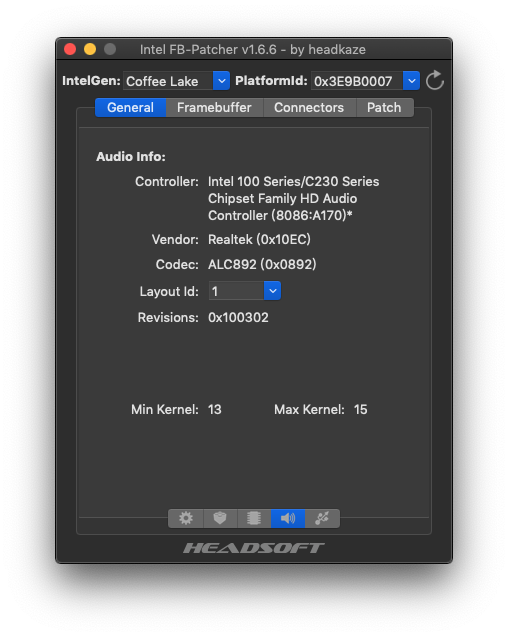 Intel FB-Patcher v1.6.6 - by headkaze
IntelGen: Coffee Lake PlatformId: 0x3E9B0007
General Framebuffer Connectors Patch
Audio Info:
Controller: Intel 100 Series/C230 Series
Chipset Family HD Audio
Controller (8086:A170)*
Vendor: Realtek (0x10EC)
Codec: ALC892 (0x0892)
Layout Id: 1
Revisions: 0x100302
Min Kernel: 13 Max Kernel: 15
HEADSOFT